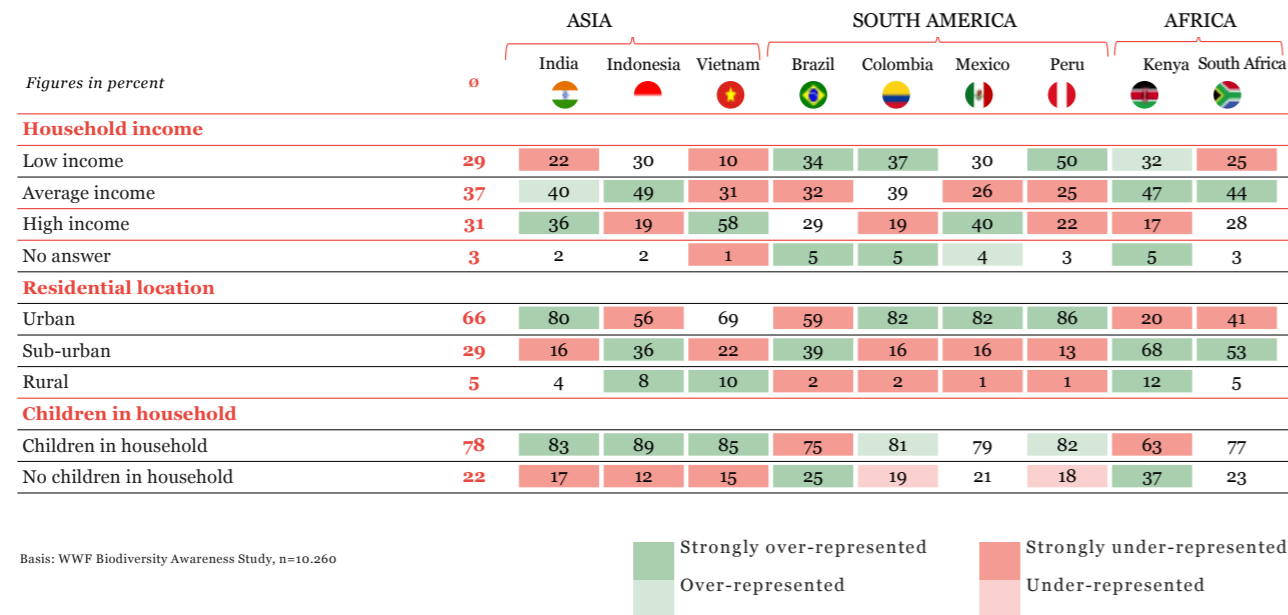 ASIA SOUTH AMERICA AFRICA
India Indonesia Vietnam Brazil Colombia Mexico Peru Kenya South Africa
Figures in percent ø
Household income
Low income 29 22 30 10 34 37 30 50 32 25
Average income 37 40 49 31 32 39 26 25 47 44
High income 31 36 19 58 29 19 40 22 17 28
No answer 3 2 2 1 5 5 4 3 5 3
Residential location
Urban 66 80 56 69 59 82 82 86 20 41
Sub-urban 29 16 36 22 39 16 16 13 68 53
Rural 5 4 8 10 2 2 1 1 12 5
Children in household
Children in household 78 83 89 85 75 81 79 82 63 77
No children in household 22 17 12 15 25 19 21 18 37 23
Basis: WWF Biodiversity Awareness Study, n=10.260
Strongly over-represented Strongly under-represented
Over-represented Under-represented